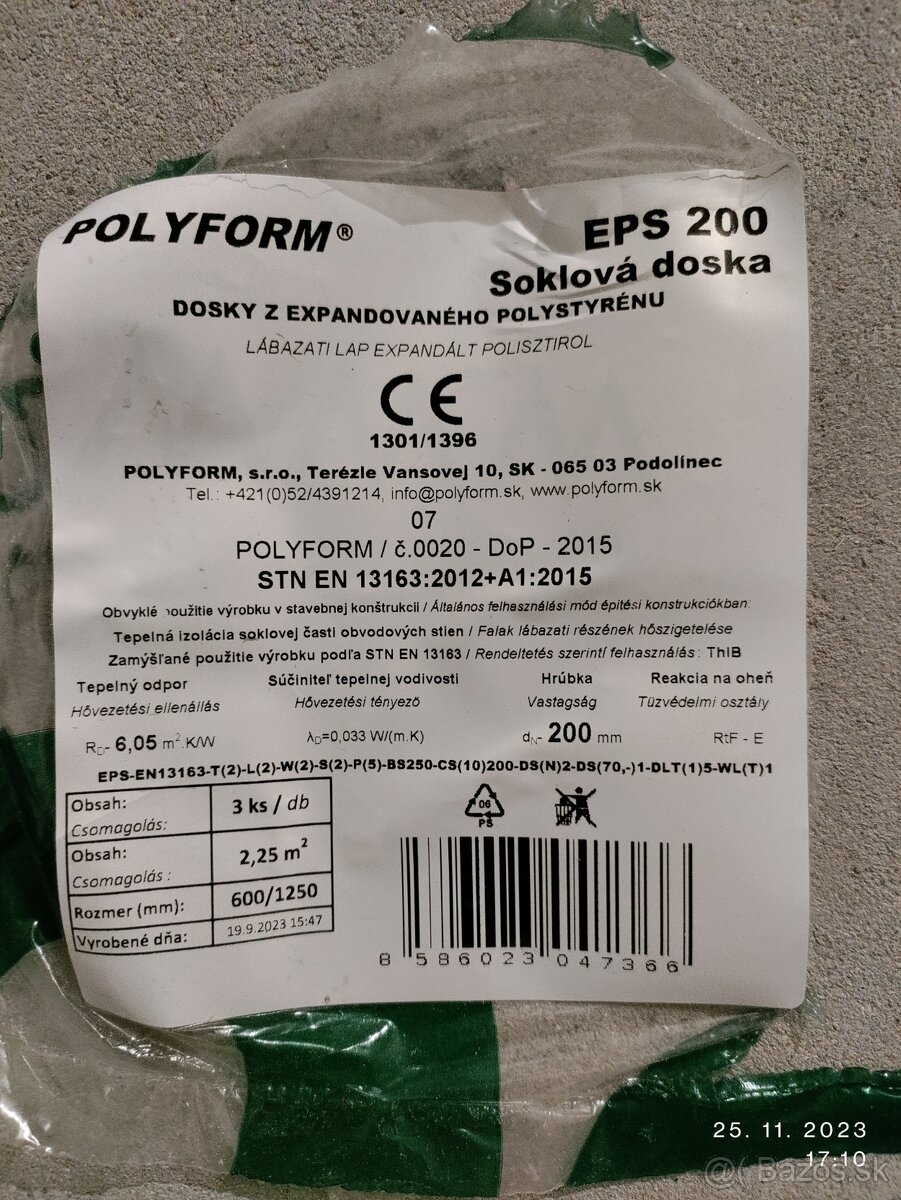 POLYFORM®
EPS 200
Soklová doska
DOSKY Z EXPANDOVANÉHO POLYSTYRÉNU
LÁBAZATI LAP EXPANDÁLT POLISZTIROL
CE
1301/1396
POLYFORM, s.r.o., Terézie Vansovej 10, SK - 065 03 Podolínec
Tel.: +421(0)52/4391214, info@polyform.sk, www.polyform.sk
07
POLYFORM / č.0020 - DoP - 2015
STN EN 13163:2012+A1:2015
Obvyklé použitie výrobku v stavebnej konštrukcii / Általános felhasználási mód építési konstrukciókban:
Tepelná izolácia soklovej časti obvodových stien / Falak lábazati részének hőszigetelése
Zamýšľané použitie výrobku podľa STN EN 13163 / Rendeltetés szerintí felhasználás: ThIB
Tepelný odpor Súčiniteľ tepelnej vodivosti Hrúbka Reakcia na oheň
Hővezetési ellenállás Hővezetési tényező Vastagság Tüzvédelmi osztály
RD- 6,05 m².K/W λD=0,033 W/(m.K) dN- 200 mm RtF - E
EPS-EN13163-T(2)-L(2)-W(2)-S(2)-P(5)-BS250-CS(10)200-DS(N)2-DS(70,-)1-DLT(1)5-WL(T)1
Obsah: 3 ks / db
Csomagolás:
Obsah: 2,25 m²
Csomagolás :
Rozmer (mm): 600/1250
Vyrobené dňa: 19.9.2023 15:47
06
PS
8 586023 047366
25. 11. 2023
17:10
@( Bazos.sk